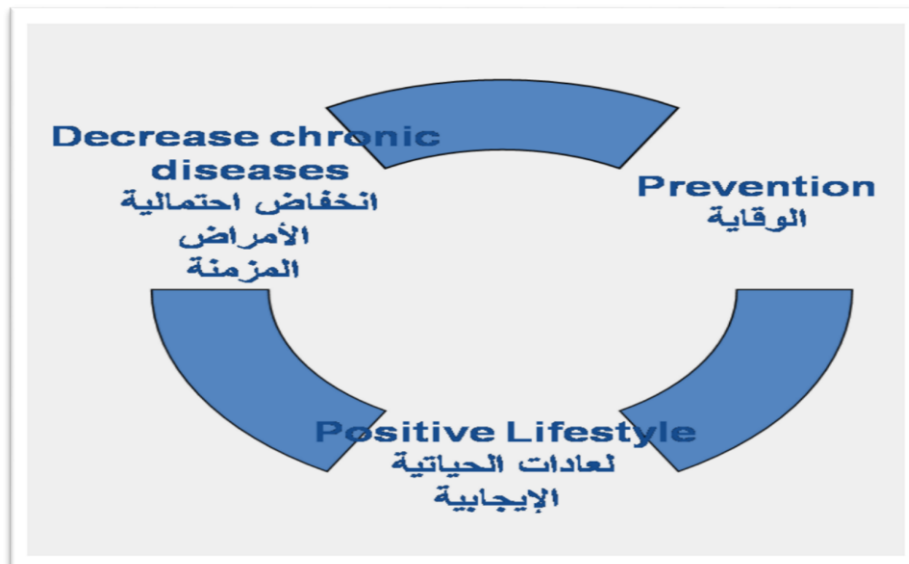 Decrease chronic
diseases
انخفاض احتمالية
الأمراض
المزمنة
Prevention
الوقاية
Positive Lifestyle
لعادات الحياتية
الإيجابية